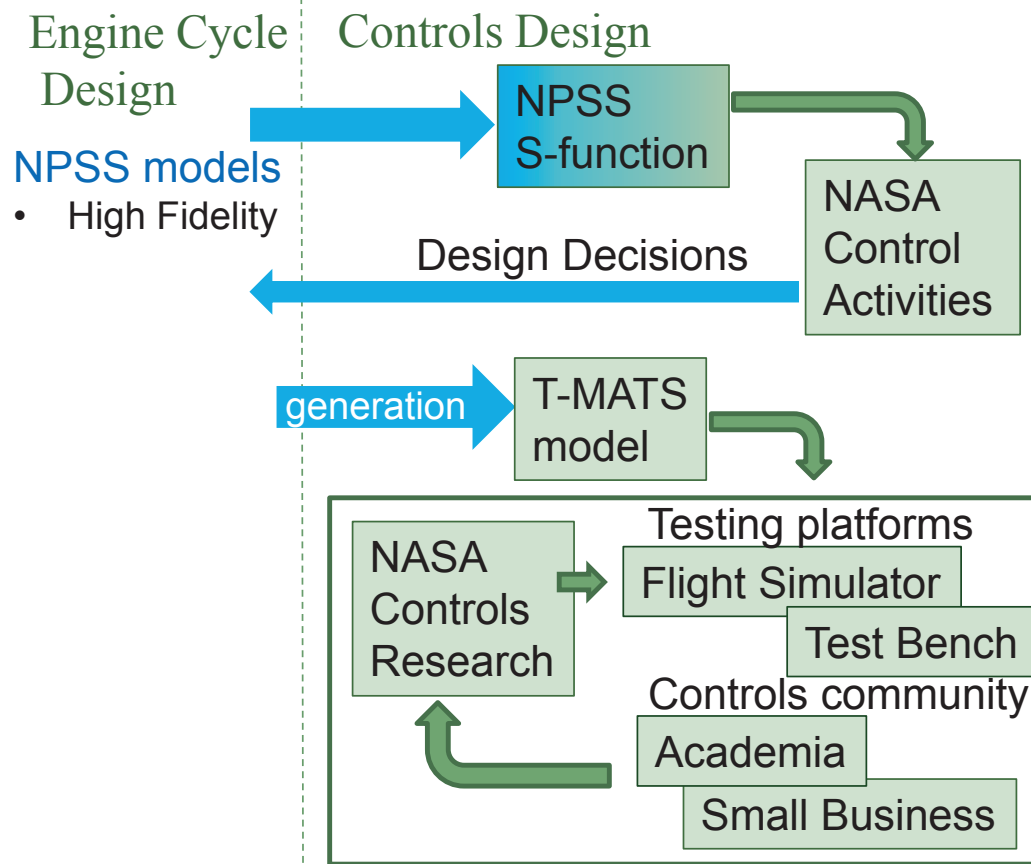 Engine Cycle
Design
Controls Design
NPSS models
• High Fidelity
NPSS
S-function
NASA
Control
Activities
Design Decisions
generation
T-MATS
model
NASA
Controls
Research
Testing platforms
Flight Simulator
Test Bench
Controls community
Academia
Small Business